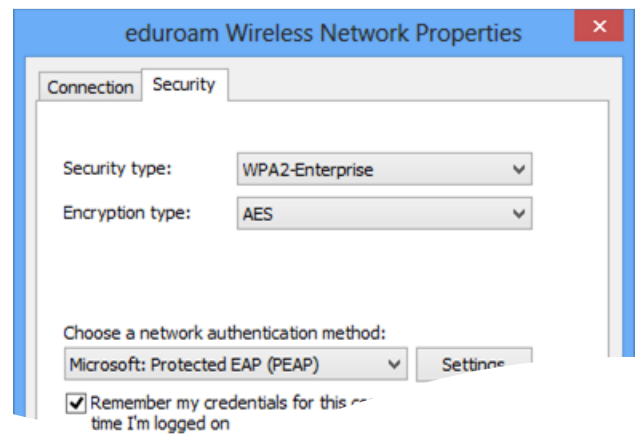 eduroam Wireless Network Properties
Connection Security
Security type: WPA2-Enterprise
Encryption type: AES
Choose a network authentication method:
Microsoft: Protected EAP (PEAP) Settings
Remember my credentials for this
time I'm logged on